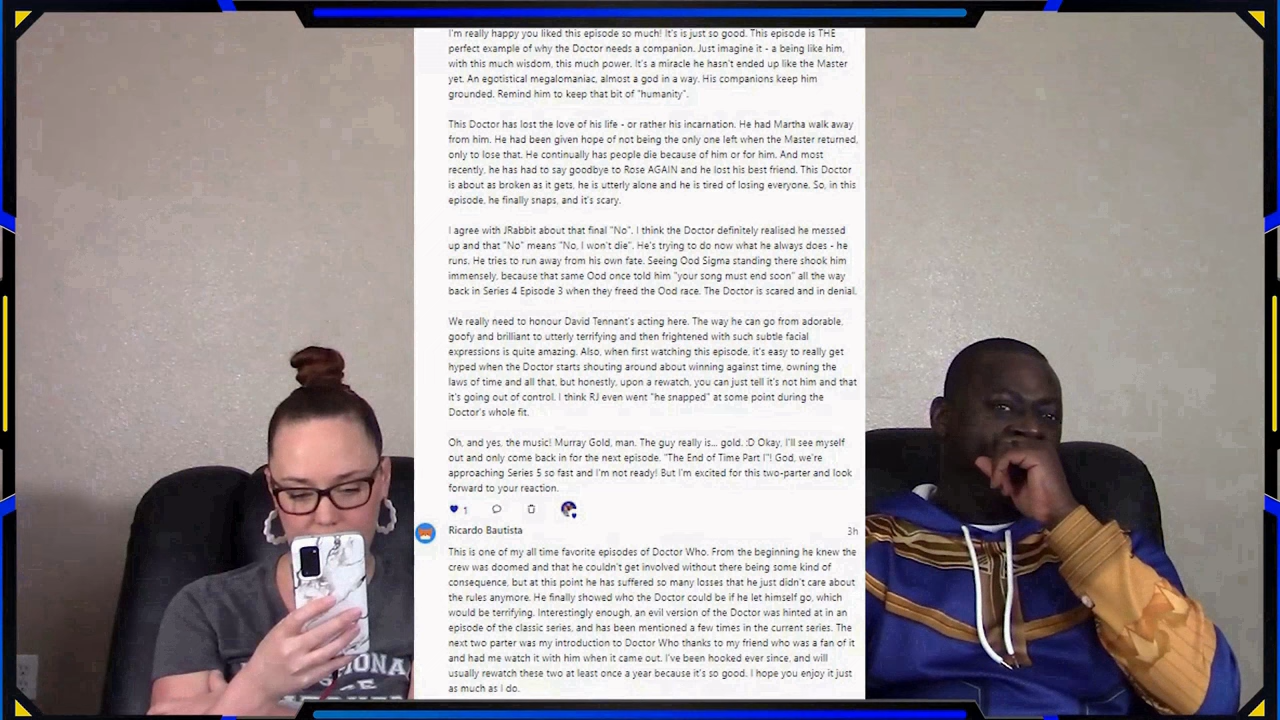 I'm really happy you liked this episode so much! It's is just so good. This episode is THE
perfect example of why the Doctor needs a companion. Just imagine it - a being like him,
with this much wisdom, this much power. It's a miracle he hasn't ended up like the Master
yet. An egotistical megalomaniac, almost a god in a way. His companions keep him
grounded. Remind him to keep that bit of "humanity".
This Doctor has lost the love of his life - or rather his incarnation. He had Martha walk away
from him. He had been given hope of not being the only one left when the Master returned,
only to lose that. He continually has people die because of him or for him. And most
recently, he has had to say goodbye to Rose AGAIN and he lost his best friend. This Doctor
is about as broken as it gets, he is utterly alone and he is tired of losing everyone. So, in this
episode, he finally snaps, and it's scary.
I agree with JRabbit about that final "No". I think the Doctor definitely realised he messed
up and that "No" means "No, I won't die". He's trying to do now what he always does - he
runs. He tries to run away from his own fate. Seeing Ood Sigma standing there shook him
immensely, because that same Ood once told him "your song must end soon" all the way
back in Series 4 Episode 3 when they freed the Ood race. The Doctor is scared and in denial.
We really need to honour David Tennant's acting here. The way he can go from adorable,
goofy and brilliant to utterly terrifying and then frightened with such subtle facial
expressions is quite amazing. Also, when first watching this episode, it's easy to really get
hyped when the Doctor starts shouting around about winning against time, owning the
laws of time and all that, but honestly, upon a rewatch, you can just tell it's not him and that
it's going out of control. I think RJ even went "he snapped" at some point during the
Doctor's whole fit.
Oh, and yes, the music! Murray Gold, man. The guy really is... gold. :D Okay, I'll see myself
out and only come back in for the next episode. "The End of Time Part I"! God, we're
approaching Series 5 so fast and I'm not ready! But I'm excited for this two-parter and look
forward to your reaction.
1
Ricardo Bautista 3h
This is one of my all time favorite episodes of Doctor Who. From the beginning he knew the
crew was doomed and that he couldn't get involved without there being some kind of
consequence, but at this point he has suffered so many losses that he just didn't care about
the rules anymore. He finally showed who the Doctor could be if he let himself go, which
would be terrifying. Interestingly enough, an evil version of the Doctor was hinted at in an
episode of the classic series, and has been mentioned a few times in the current series. The
next two parter was my introduction to Doctor Who thanks to my friend who was a fan of it
and had me watch it with him when it came out. I've been hooked ever since, and will
usually rewatch these two at least once a year because it's so good. I hope you enjoy it just
as much as I do.